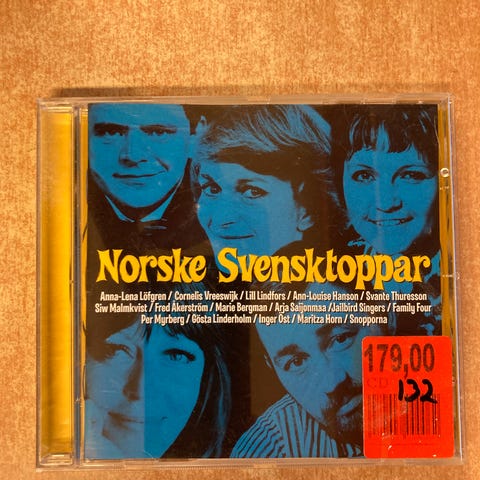 Norske Svensktoppar
Anna-Lena Löfgren / Cornelis Vreeswijk / Lill Lindfors / Ann-Louise Hanson / Svante Thuresson
Siw Malmkvist / Fred Åkerström / Marie Bergman / Arja Saijonmaa /Jailbird Singers / Family Four
Per Myrberg / Gösta Linderholm / Inger Öst / Maritza Horn / Snopporna
179,00
CD
132